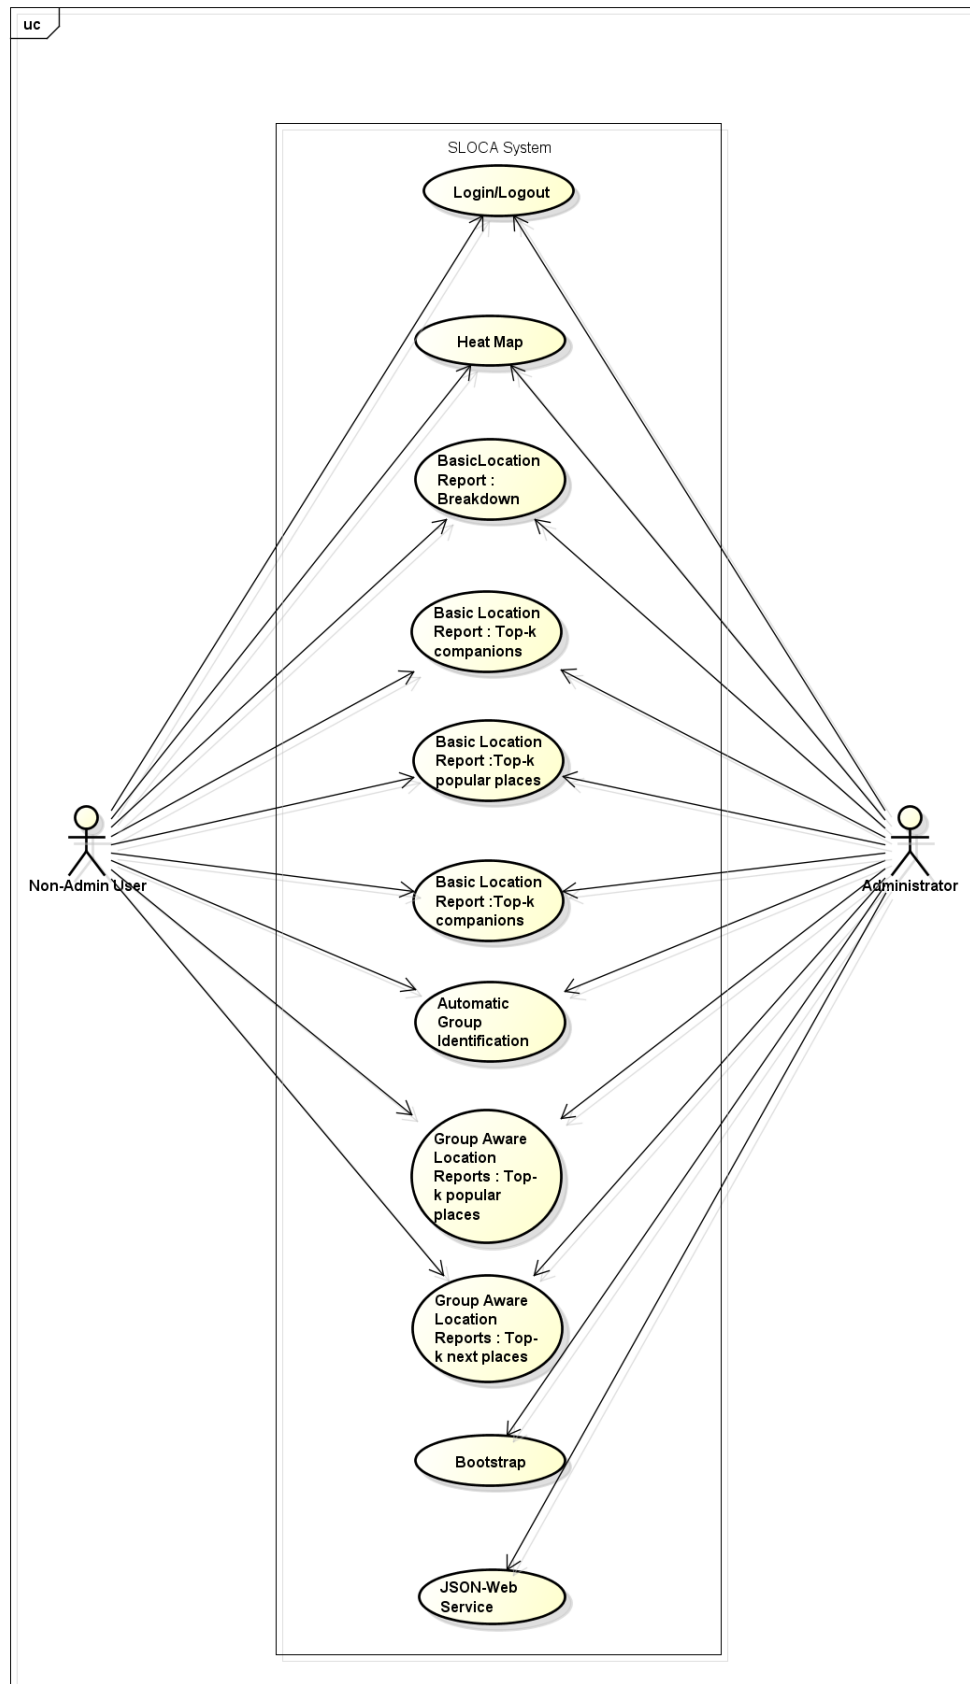 uc
SLOCA System
Login/Logout
Heat Map
BasicLocation
Report :
Breakdown
Basic Location
Report : Top-k
companions
Basic Location
Report :Top-k
popular places
Non-Admin User
Administrator
Basic Location
Report :Top-k
companions
Automatic
Group
Identification
Group Aware
Location
Reports : Top-
k popular
places
Group Aware
Location
Reports : Top-
k next places
Bootstrap
JSON-Web
Service